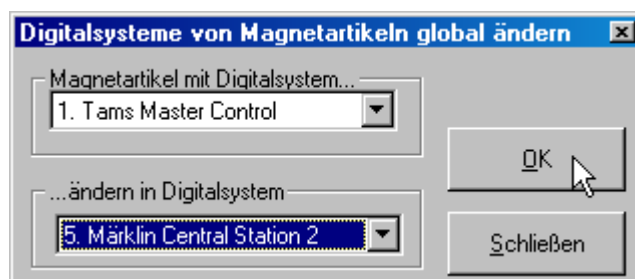 Digitalsysteme von Magnetartikeln global ändern
Magnetartikel mit Digitalsystem...
1. Tams Master Control
OK
...ändern in Digitalsystem
5. Märklin Central Station 2
Schließen